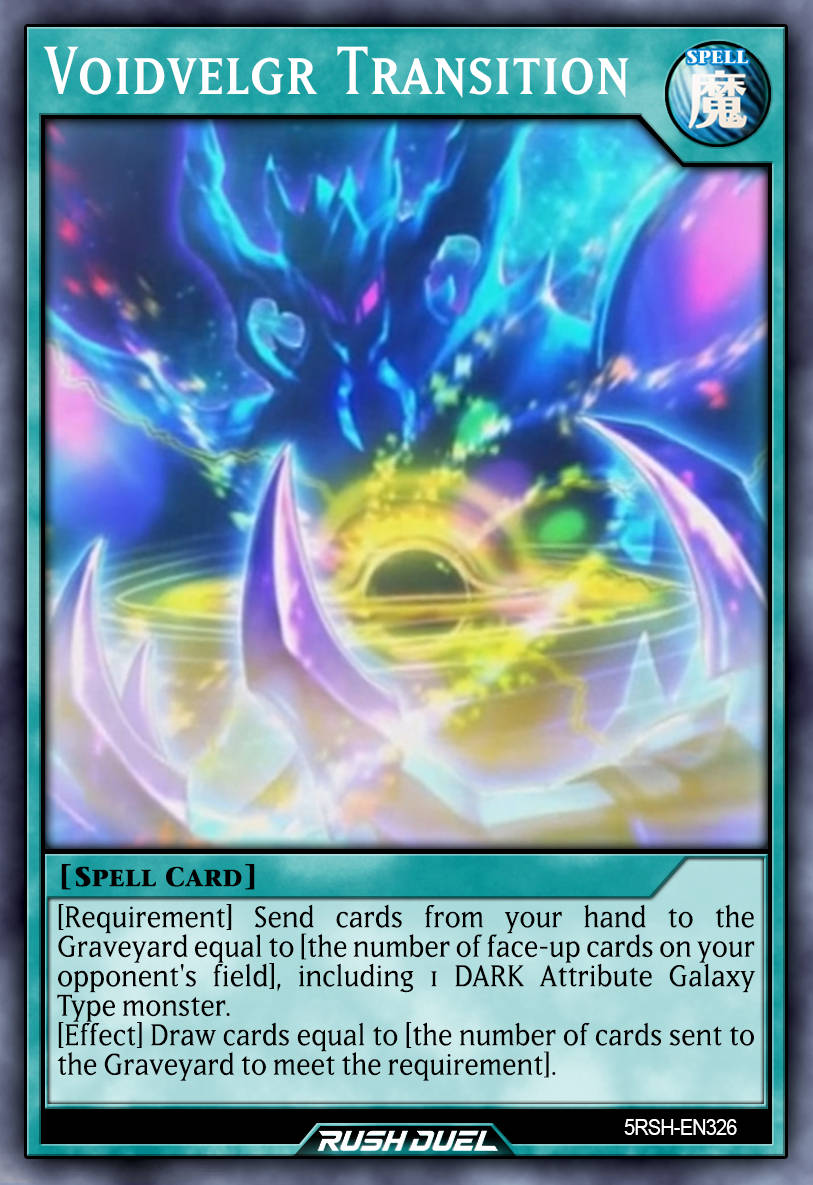 Voidvelgr Transition
SPELL
魔
[Spell Card]
[Requirement] Send cards from your hand to the
Graveyard equal to [the number of face-up cards on your
opponent's field], including 1 DARK Attribute Galaxy
Type monster.
[Effect] Draw cards equal to [the number of cards sent to
the Graveyard to meet the requirement].
5RSH-EN326
RUSH DUEL